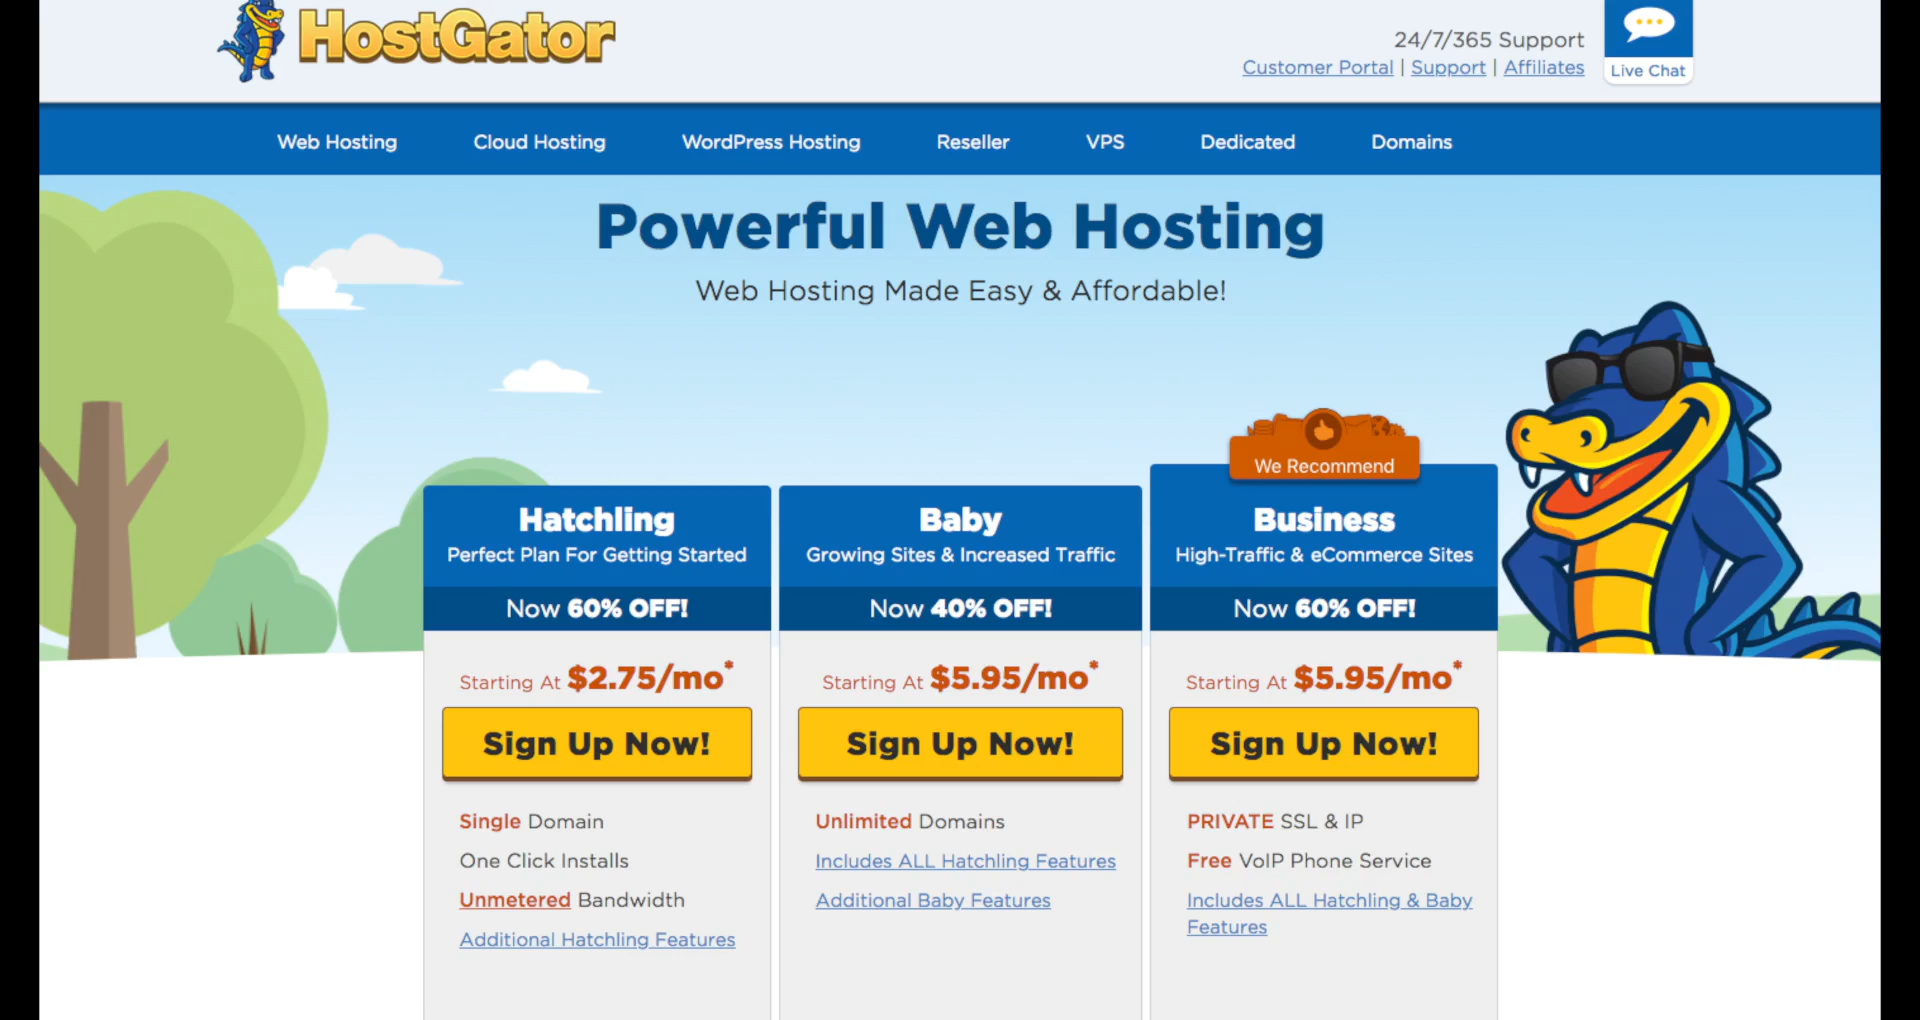 HostGator
24/7/365 Support
Customer Portal | Support | Affiliates
Live Chat
Web Hosting Cloud Hosting WordPress Hosting Reseller VPS Dedicated Domains
Powerful Web Hosting
Web Hosting Made Easy & Affordable!
Hatchling
Perfect Plan For Getting Started
Now 60% OFF!
Starting At $2.75/mo*
Sign Up Now!
Single Domain
One Click Installs
Unmetered Bandwidth
Additional Hatchling Features
Baby
Growing Sites & Increased Traffic
Now 40% OFF!
Starting At $5.95/mo*
Sign Up Now!
Unlimited Domains
Includes ALL Hatchling Features
Additional Baby Features
We Recommend
Business
High-Traffic & eCommerce Sites
Now 60% OFF!
Starting At $5.95/mo*
Sign Up Now!
PRIVATE SSL & IP
Free VoIP Phone Service
Includes ALL Hatchling & Baby
Features